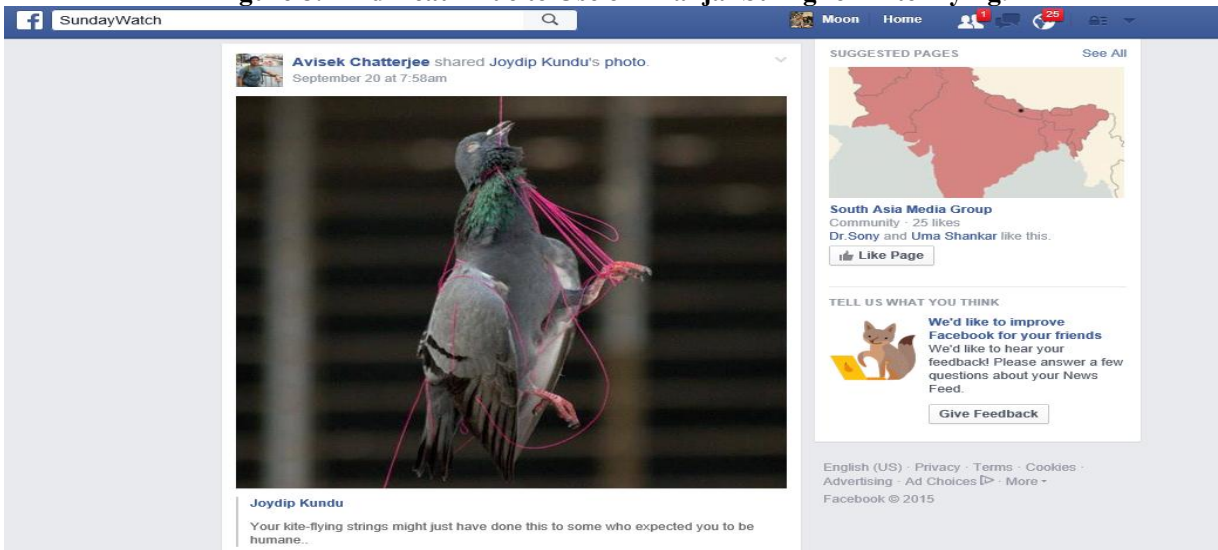 SundayWatch
Moon Home 1 25
Avisek Chatterjee shared Joydip Kundu's photo.
September 20 at 7:58am
Joydip Kundu
Your kite-flying strings might just have done this to some who expected you to be
humane..
SUGGESTED PAGES See All
South Asia Media Group
Community · 25 likes
Dr.Sony and Uma Shankar like this.
Like Page
TELL US WHAT YOU THINK
We'd like to improve
Facebook for your friends
We'd like to hear your
feedback! Please answer a few
questions about your News
Feed.
Give Feedback
English (US) · Privacy · Terms · Cookies ·
Advertising · Ad Choices · More
Facebook © 2015